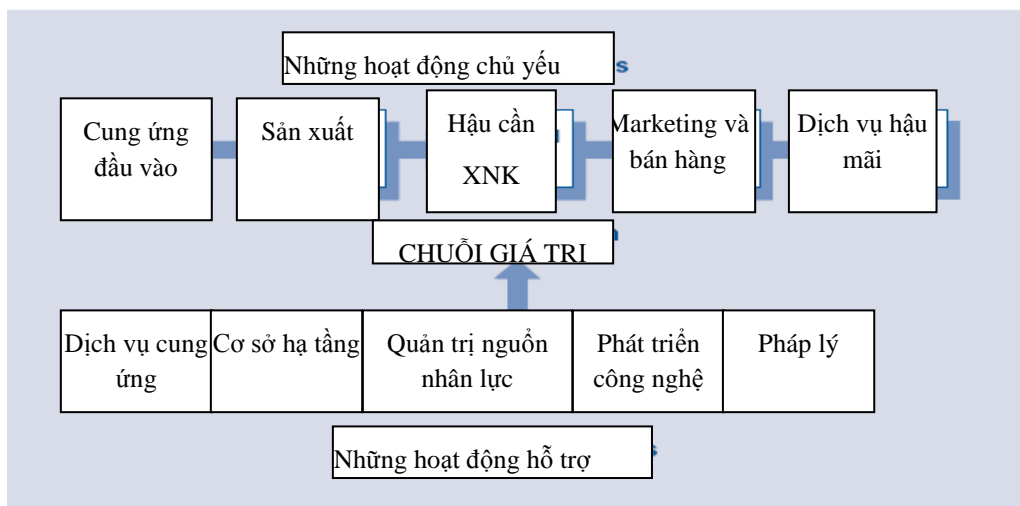 Những hoạt động chủ yếu
s
Cung ứng
đầu vào
Sản xuất
Hậu cần
XNK
Marketing và
bán hàng
Dịch vụ hậu
mãi
CHUỖI GIÁ TRI
Dịch vụ cung
ứng
Cơ sở hạ tầng
Quản trị nguổn
nhân lực
Phát triển
công nghệ
Pháp lý
Những hoạt động hỗ trợ
s